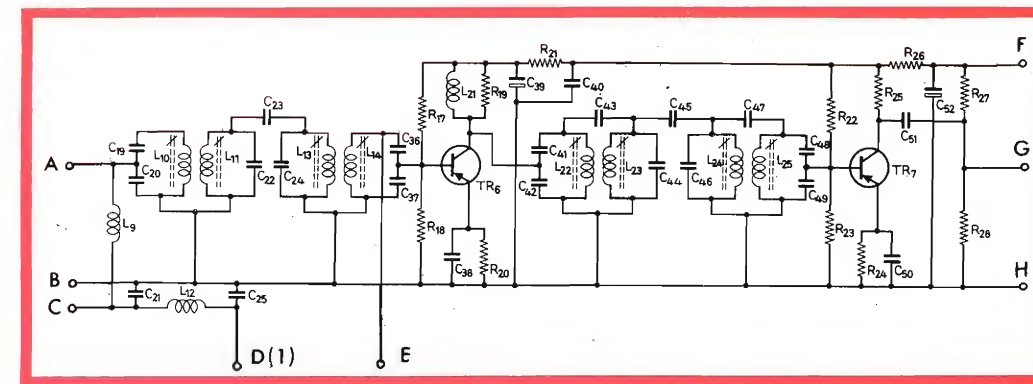 R21
R26
F
C23
L21
R19
C39
C40
C43
C45
C47
R25
C52
R27
R17
R22
C51
C19
C36
C41
C48
A
L10
L11
L13
L14
TR6
L22
L23
L24
L25
TR7
G
C20
C22
C24
C37
C42
C44
C46
C49
L9
R18
R23
R28
C38
R20
R24
C50
B
H
C21
L12
C25
C
D(1)
E